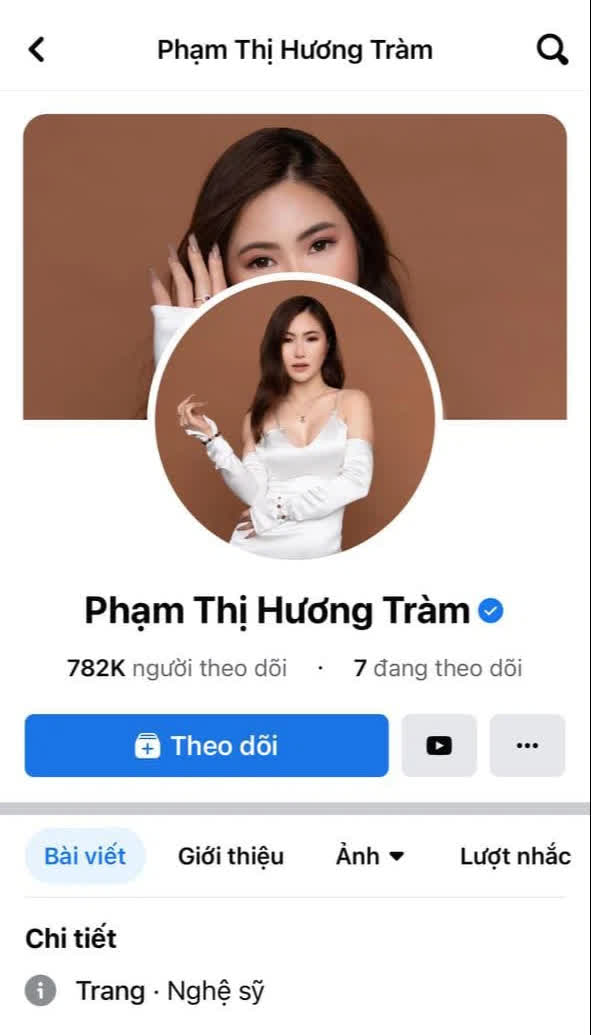 Phạm Thị Hương Tràm
Phạm Thị Hương Tràm
782K người theo dõi · 7 đang theo dõi
Theo dõi
Bài viết Giới thiệu Ảnh Lượt nhắc
Chi tiết
Trang · Nghệ sỹ